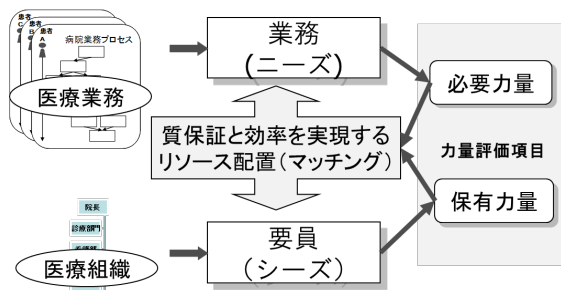 患者
C
患者
B
患者
A
病院業務プロセス
医療業務
業務
(ニーズ)
必要力量
質保証と効率を実現する
リソース配置(マッチング)
力量評価項目
保有力量
院長
診療部門
医療組織
要員
(シーズ)